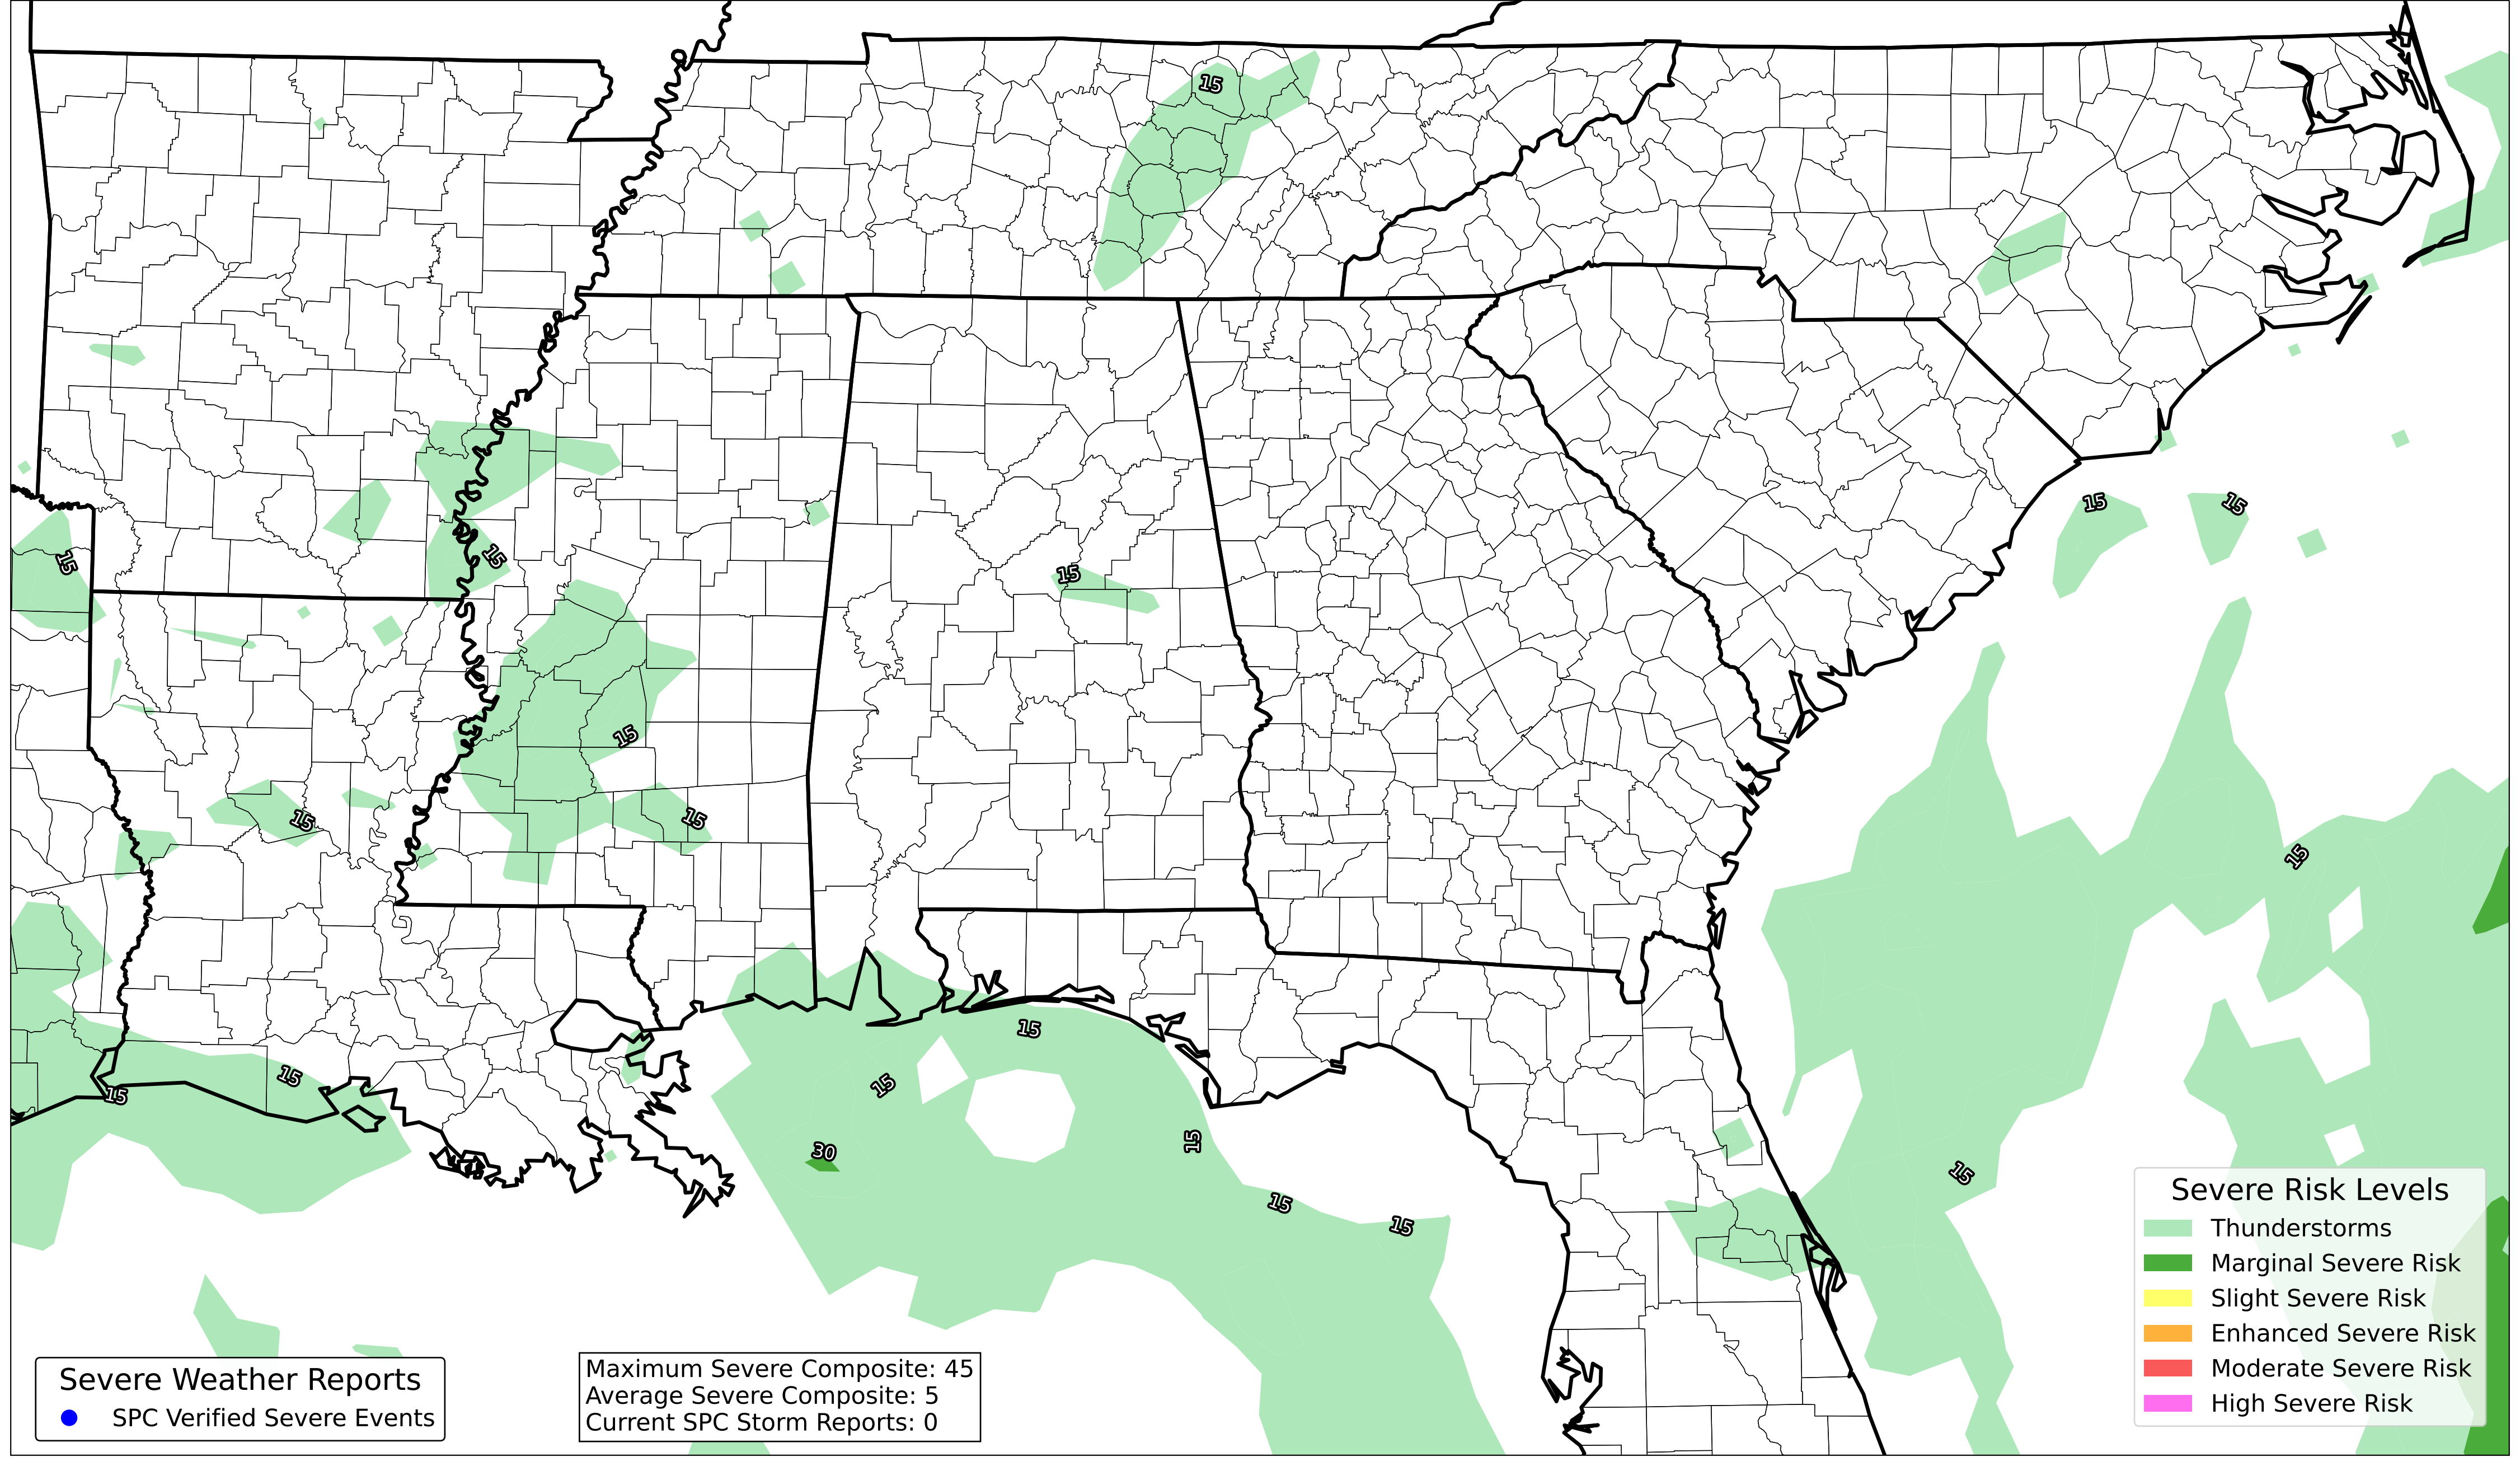 15
15
15
15
15
15
15
15
15
15
15
15
15
15
30
15
15
15
15
Severe Risk Levels
Thunderstorms
Marginal Severe Risk
Slight Severe Risk
Enhanced Severe Risk
Moderate Severe Risk
High Severe Risk
Severe Weather Reports
SPC Verified Severe Events
Maximum Severe Composite: 45
Average Severe Composite: 5
Current SPC Storm Reports: 0